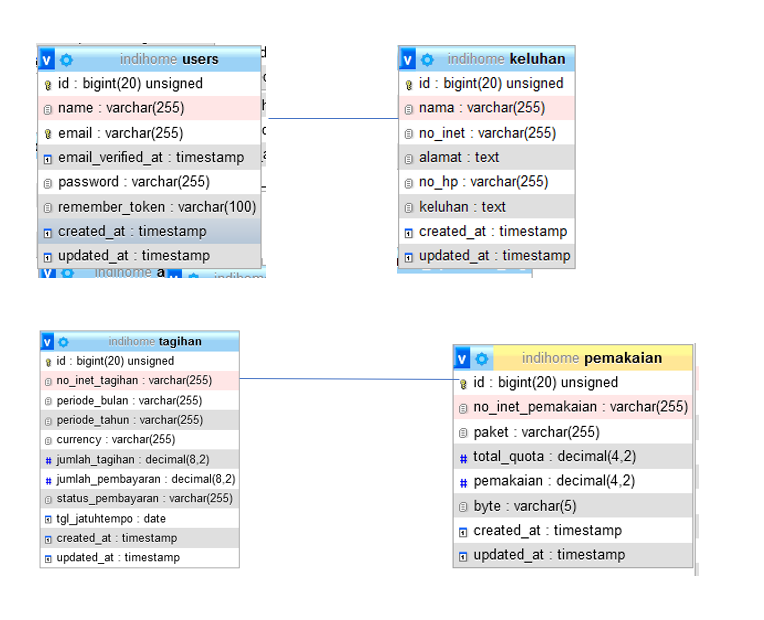 indihome users
id : bigint(20) unsigned
name : varchar(255)
email : varchar(255)
email_verified_at : timestamp
password : varchar(255)
remember_token : varchar(100)
created_at : timestamp
updated_at : timestamp
indihome a
indihome
indihome keluhan
id : bigint(20) unsigned
nama : varchar(255)
no_inet : varchar(255)
alamat : text
no_hp : varchar(255)
keluhan : text
created_at : timestamp
updated_at : timestamp
indihome tagihan
id : bigint(20) unsigned
no_inet_tagihan : varchar(255)
periode_bulan : varchar(255)
periode_tahun : varchar(255)
currency : varchar(255)
jumlah_tagihan : decimal(8,2)
jumlah_pembayaran : decimal(8,2)
status_pembayaran : varchar(255)
tgl_jatuhtempo : date
created_at : timestamp
updated_at : timestamp
indihome pemakaian
id : bigint(20) unsigned
no_inet_pemakaian : varchar(255)
paket : varchar(255)
total_quota : decimal(4,2)
pemakaian : decimal(4,2)
byte : varchar(5)
created_at : timestamp
updated_at : timestamp